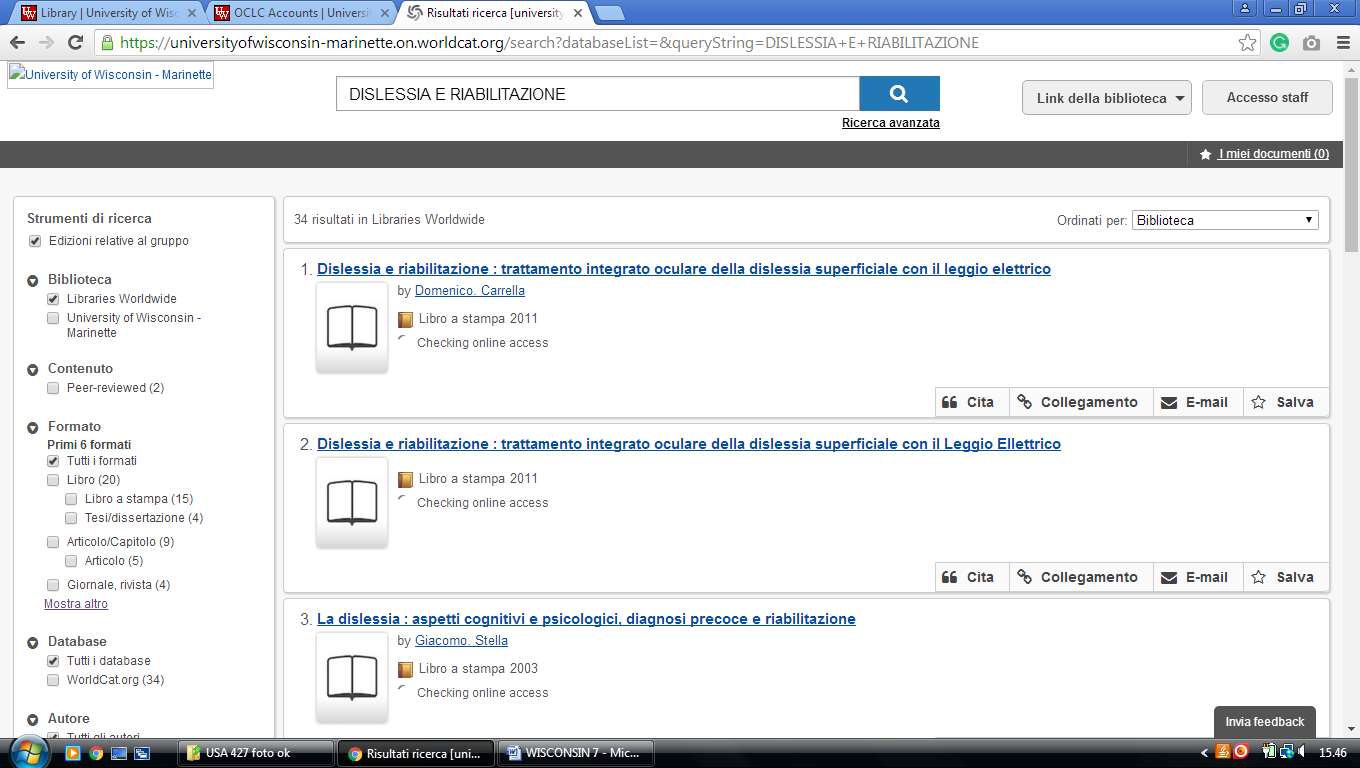 Library | University of Wisc
OCLC Accounts | Universit
Risultati ricerca [university
https://universityofwisconsin-marinette.on.worldcat.org/search?databaseList=&queryString=DISLESSIA+E+RIABILITAZIONE
University of Wisconsin - Marinette
DISLESSIA E RIABILITAZIONE
Ricerca avanzata
Link della biblioteca
Accesso staff
I miei documenti (0)
Strumenti di ricerca
Edizioni relative al gruppo
Biblioteca
Libraries Worldwide
University of Wisconsin -
Marinette
Contenuto
Peer-reviewed (2)
Formato
Primi 6 formati
Tutti i formati
Libro (20)
Libro a stampa (15)
Tesi/dissertazione (4)
Articolo/Capitolo (9)
Articolo (5)
Giornale, rivista (4)
Mostra altro
Database
Tutti i database
WorldCat.org (34)
Autore
Tutti gli autori
34 risultati in Libraries Worldwide
Ordinati per: Biblioteca
1. Dislessia e riabilitazione : trattamento integrato oculare della dislessia superficiale con il leggio elettrico
by Domenico. Carrella
Libro a stampa 2011
Checking online access
Cita Collegamento E-mail Salva
2. Dislessia e riabilitazione : trattamento integrato oculare della dislessia superficiale con il Leggio Ellettrico
Libro a stampa 2011
Checking online access
Cita Collegamento E-mail Salva
3. La dislessia : aspetti cognitivi e psicologici, diagnosi precoce e riabilitazione
by Giacomo. Stella
Libro a stampa 2003
Checking online access
Invia feedback
USA 427 foto ok
Risultati ricerca [uni...
WISCONSIN 7 - Mic...
15.46